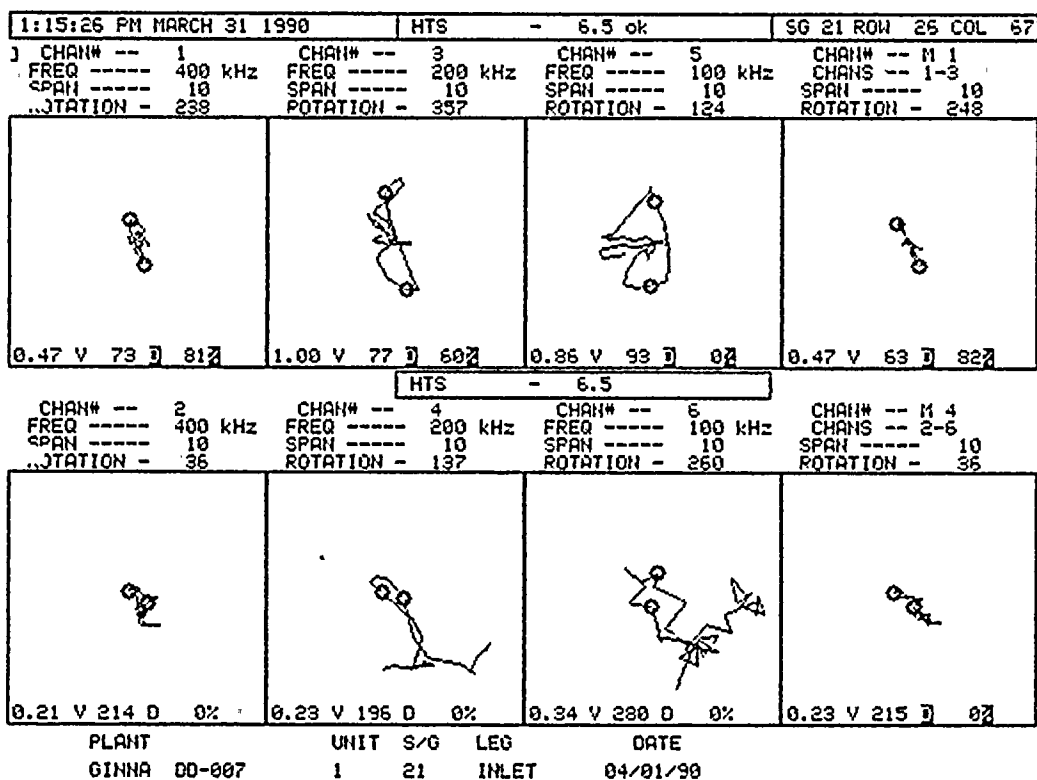 1:15:26 PM MARCH 31 1990 HTS - 6.5 ok SG 21 ROW 26 COL 67
CHAN# -- 1 CHAN# -- 3 CHAN# -- 5 CHAN# -- M 1
FREQ ----- 400 kHz FREQ ----- 200 kHz FREQ ----- 100 kHz CHANS -- 1-3
SPAN ----- 10 SPAN ----- 10 SPAN ----- 10 SPAN ----- 10
..OTATION - 238 ROTATION - 357 ROTATION - 124 ROTATION - 248
0.47 V 73 D 81% 1.00 V 77 D 60% 0.86 V 93 D 0% 0.47 V 63 D 82%
HTS - 6.5
CHAN# -- 2 CHAN# -- 4 CHAN# -- 6 CHAN# -- M 4
FREQ ----- 400 kHz FREQ ----- 200 kHz FREQ ----- 100 kHz CHANS -- 2-6
SPAN ----- 10 SPAN ----- 10 SPAN ----- 10 SPAN ----- 10
..OTATION - 36 ROTATION - 137 ROTATION - 260 ROTATION - 36
0.21 V 214 D 0% 0.23 V 196 D 0% 0.34 V 280 D 0% 0.23 V 215 D 0%
PLANT UNIT S/G LEG DATE
GINNA DD-007 1 21 INLET 04/01/90